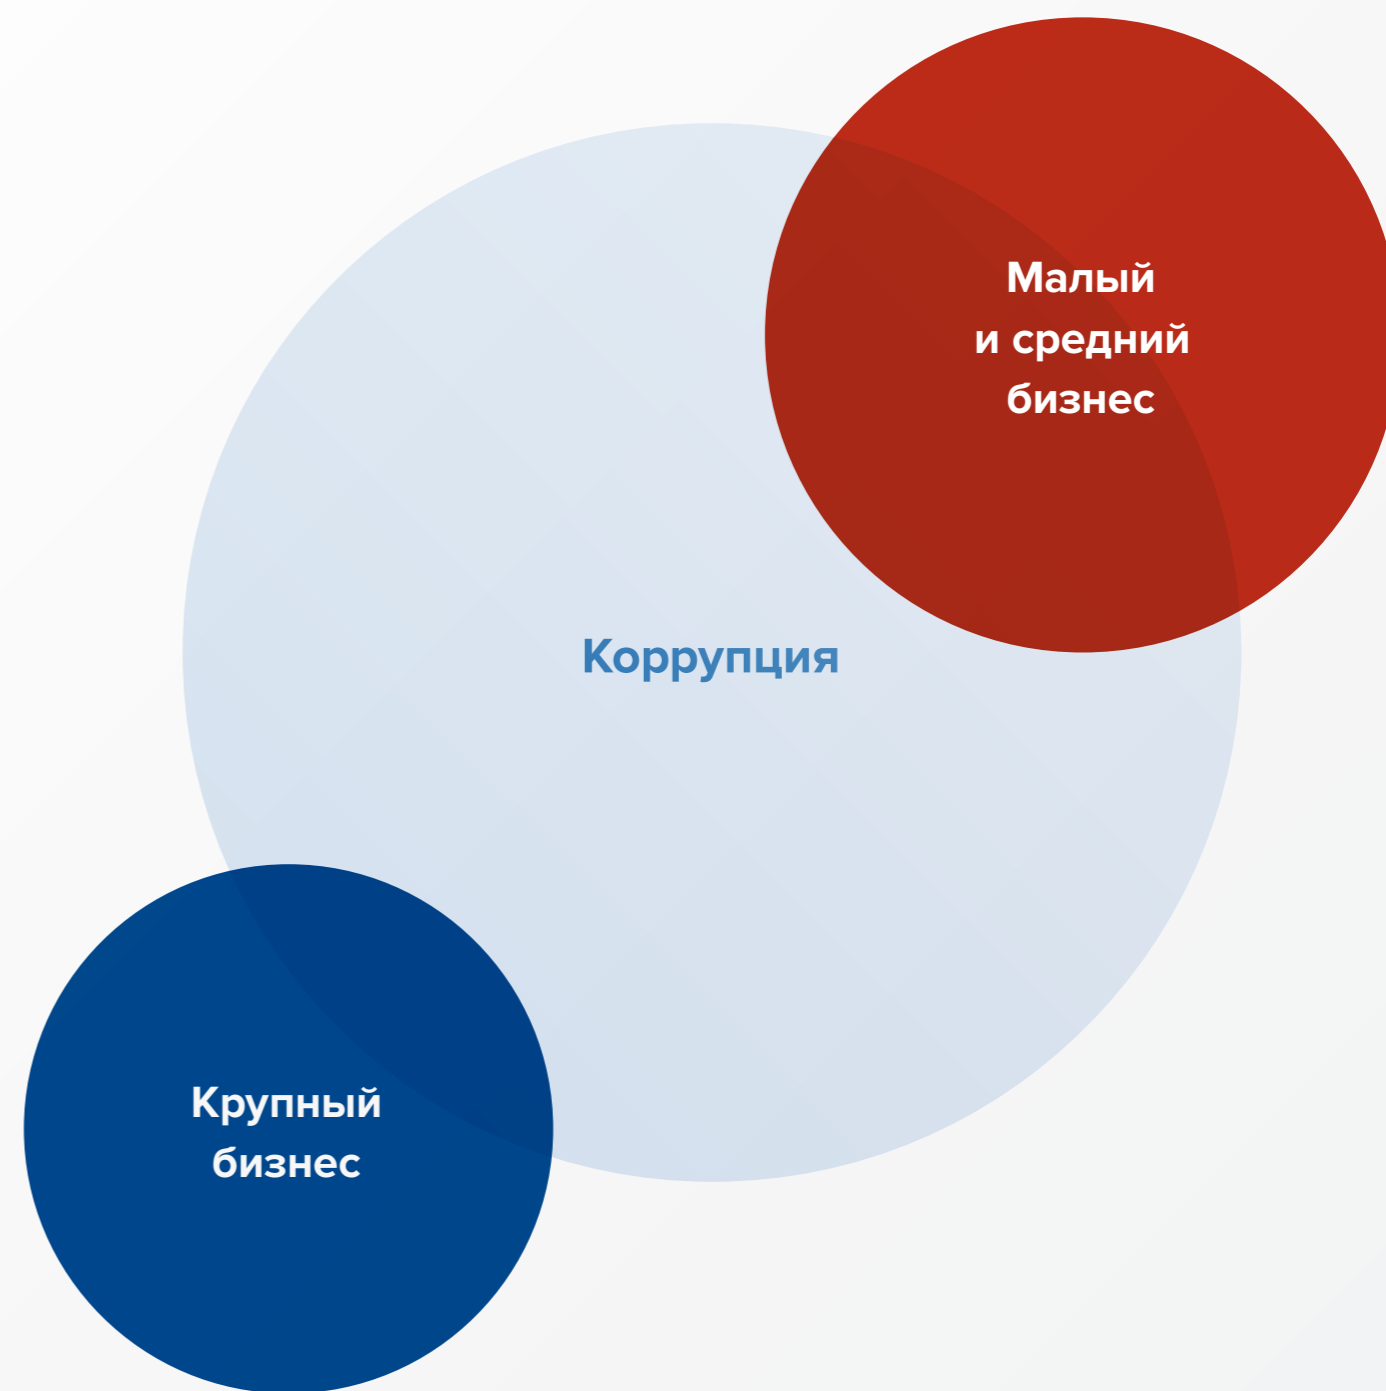 Малый
и средний
бизнес
Коррупция
Крупный
бизнес